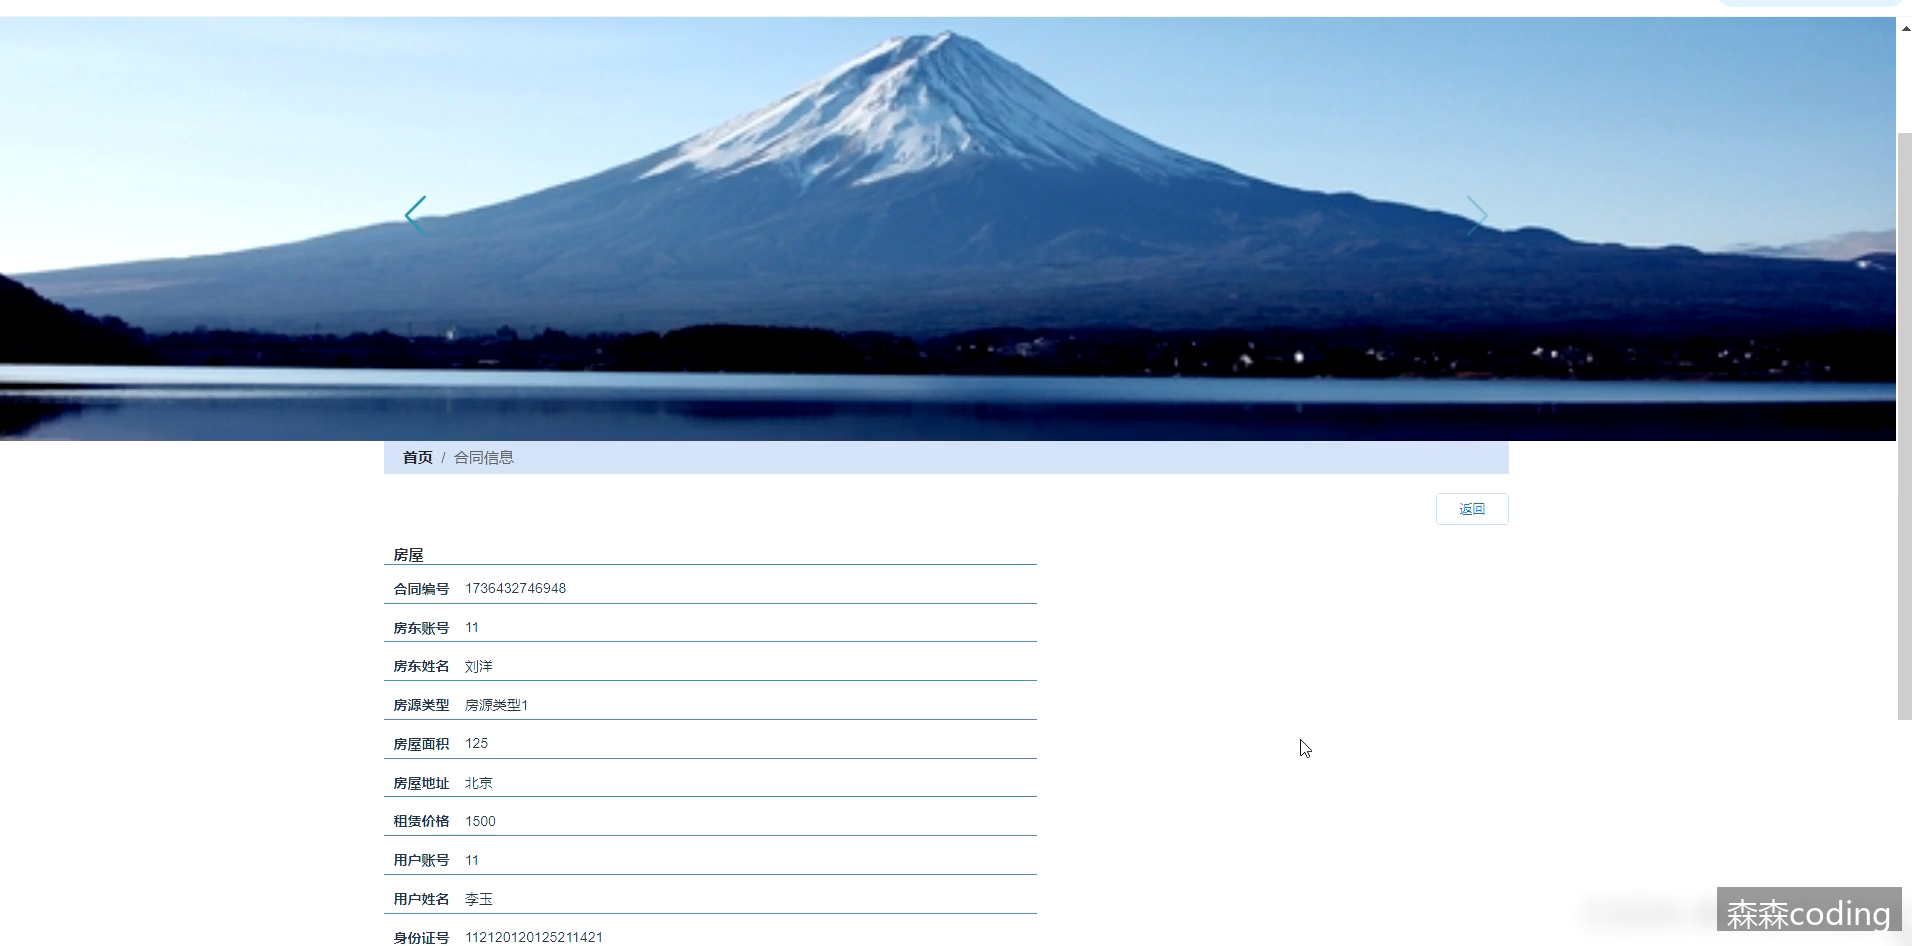 首页 / 合同信息
返回
房屋
合同编号 1736432746948
房东账号 11
房东姓名 刘洋
房源类型 房源类型1
房屋面积 125
房屋地址 北京
租赁价格 1500
用户账号 11
用户姓名 李玉
身份证号 112120120125211421
森森coding